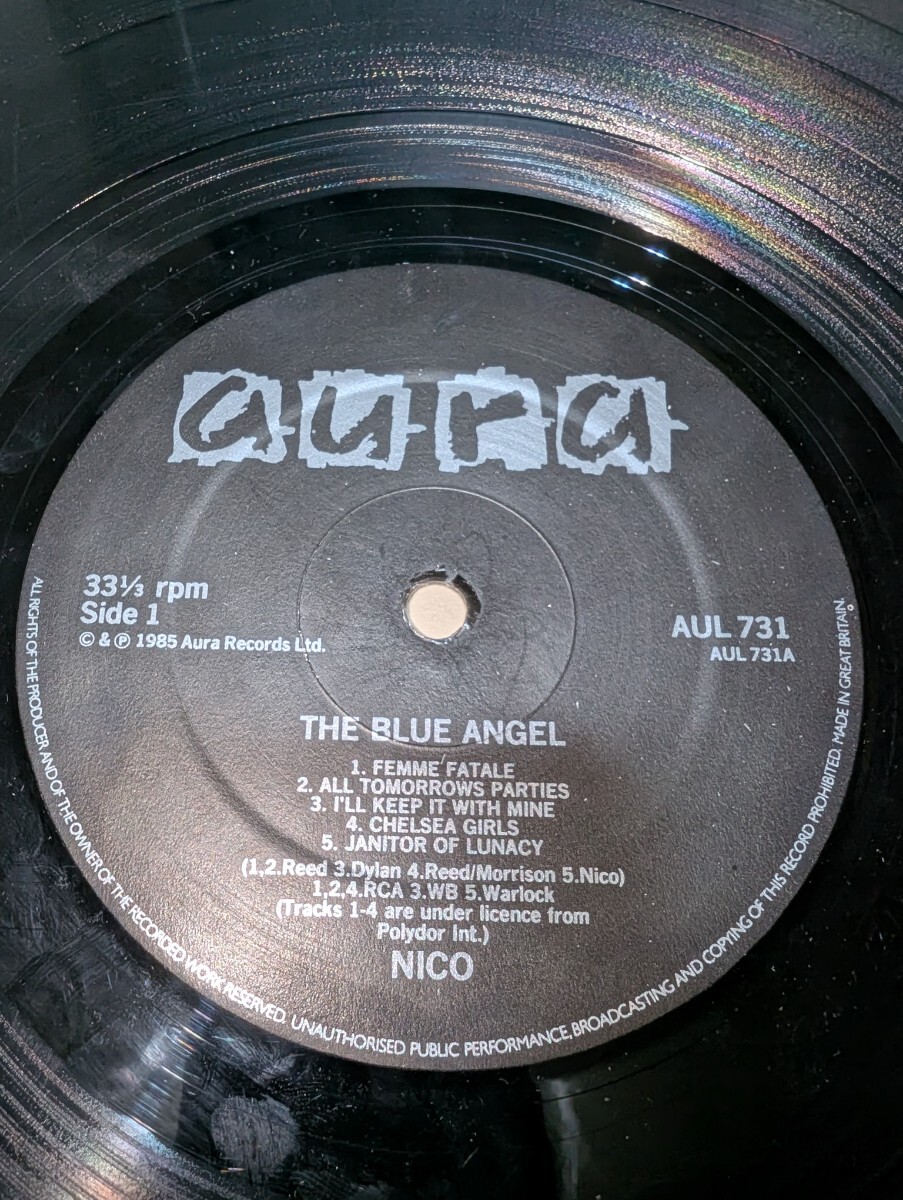 aura
33⅓ rpm
Side 1
© & ℗ 1985 Aura Records Ltd.
AUL 731
AUL 731A
THE BLUE ANGEL
1. FEMME FATALE
2. ALL TOMORROWS PARTIES
3. I'LL KEEP IT WITH MINE
4. CHELSEA GIRLS
5. JANITOR OF LUNACY
(1,2.Reed 3.Dylan 4.Reed/Morrison 5.Nico)
1,2,4.RCA 3.WB 5.Warlock
(Tracks 1-4 are under licence from
Polydor Int.)
NICO
ALL RIGHTS OF THE PRODUCER AND OF THE OWNER OF THE RECORDED WORK RESERVED. UNAUTHORISED PUBLIC PERFORMANCE, BROADCASTING AND COPYING OF THIS RECORD PROHIBITED. MADE IN GREAT BRITAIN.